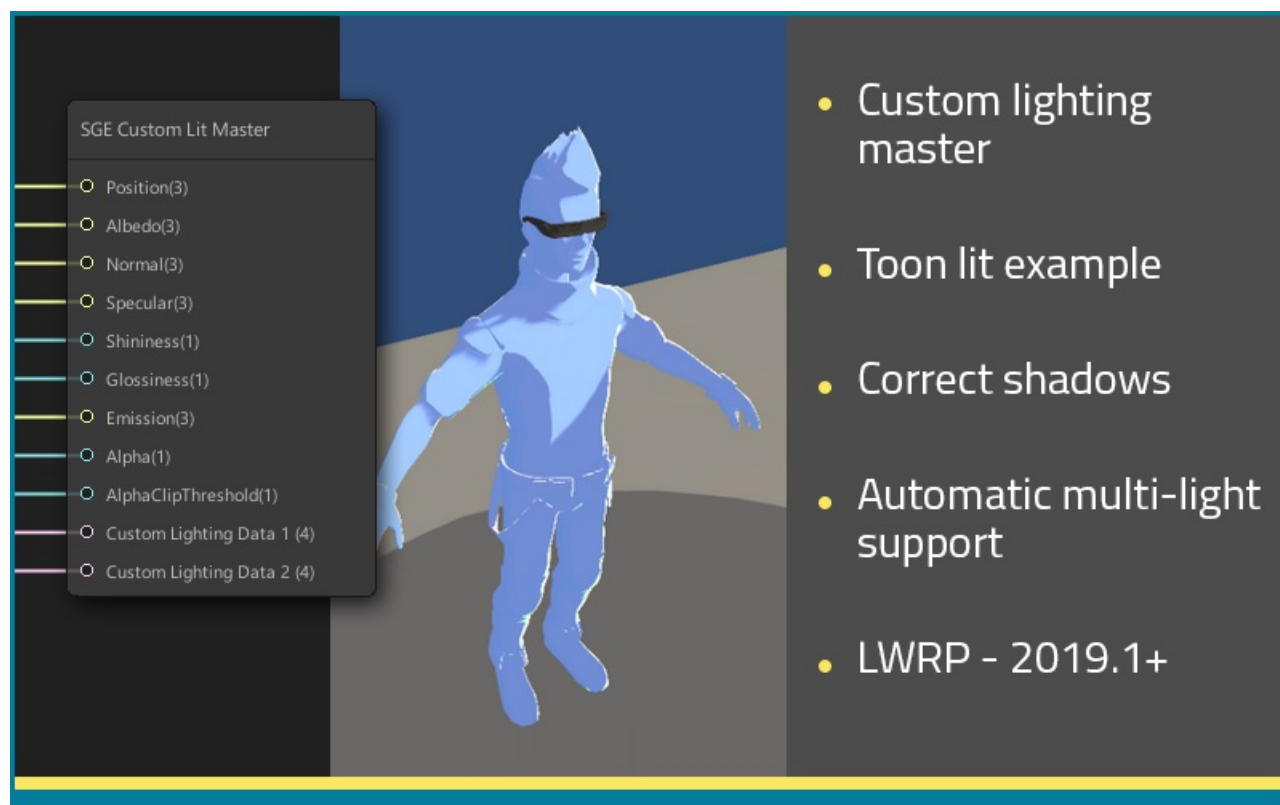 SGE Custom Lit Master
Position(3)
Albedo(3)
Normal(3)
Specular(3)
Shininess(1)
Glossiness(1)
Emission(3)
Alpha(1)
AlphaClipThreshold(1)
Custom Lighting Data 1 (4)
Custom Lighting Data 2 (4)
• Custom lighting
master
• Toon lit example
• Correct shadows
• Automatic multi-light
support
• LWRP - 2019.1+